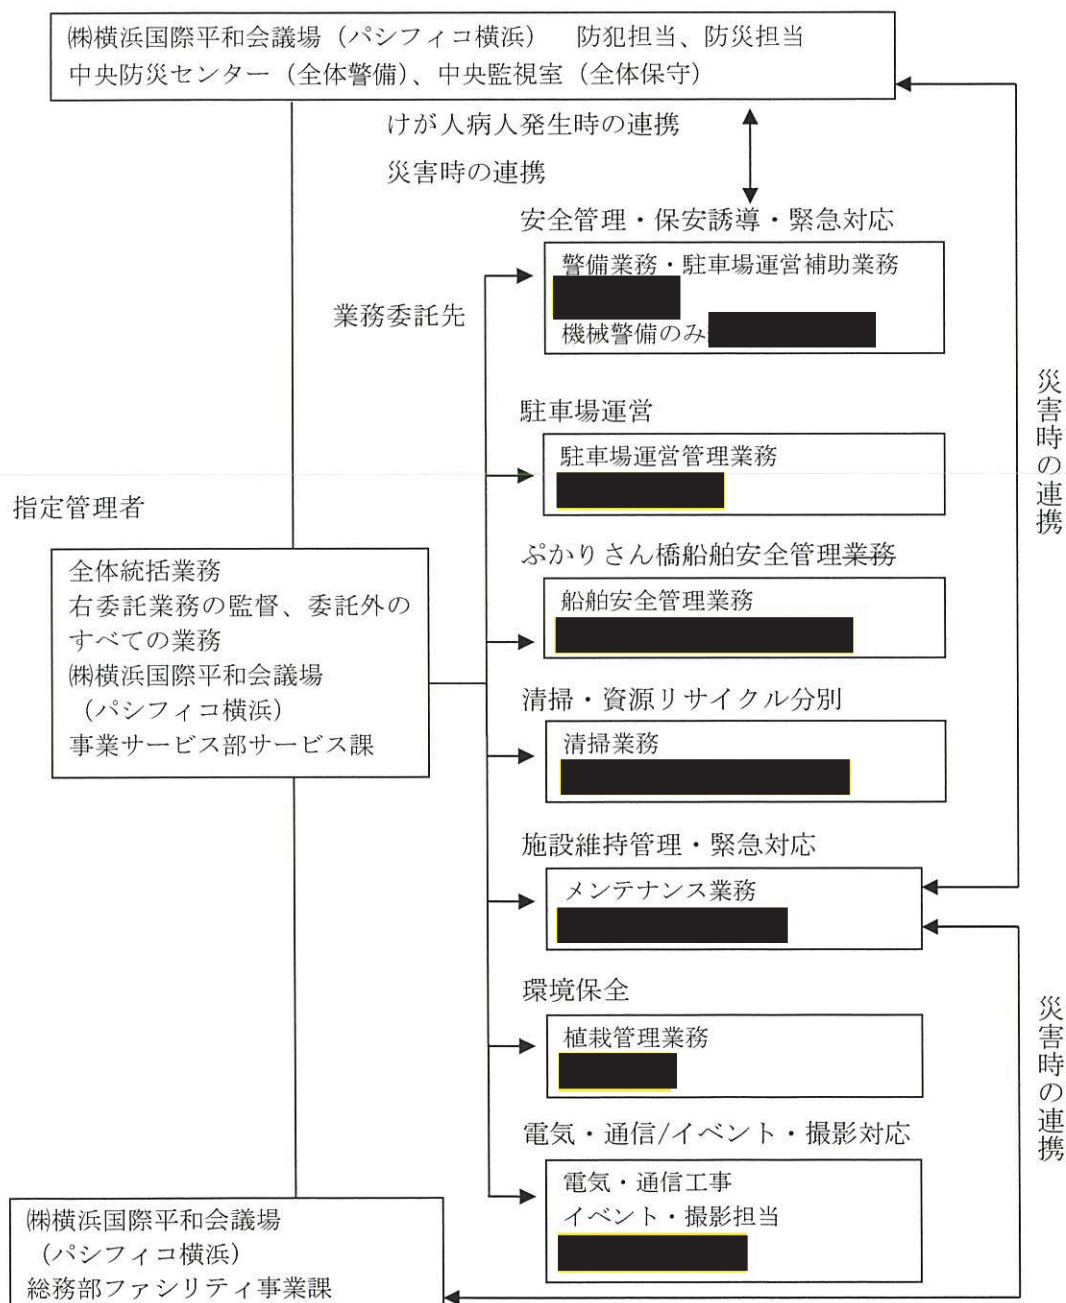 ㈱横浜国際平和会議場（パシフィコ横浜）　防犯担当、防災担当
中央防災センター（全体警備）、中央監視室（全体保守）
けが人病人発生時の連携
災害時の連携
安全管理・保安誘導・緊急対応
警備業務・駐車場運営補助業務
機械警備のみ
業務委託先
駐車場運営
駐車場運営管理業務
指定管理者
全体統括業務
右委託業務の監督、委託外の
すべての業務
㈱横浜国際平和会議場
（パシフィコ横浜）
事業サービス部サービス課
ぷかりさん橋船舶安全管理業務
船舶安全管理業務
清掃・資源リサイクル分別
清掃業務
施設維持管理・緊急対応
メンテナンス業務
環境保全
植栽管理業務
電気・通信/イベント・撮影対応
電気・通信工事
イベント・撮影担当
災害時の連携
災害時の連携
㈱横浜国際平和会議場
（パシフィコ横浜）
総務部ファシリティ事業課